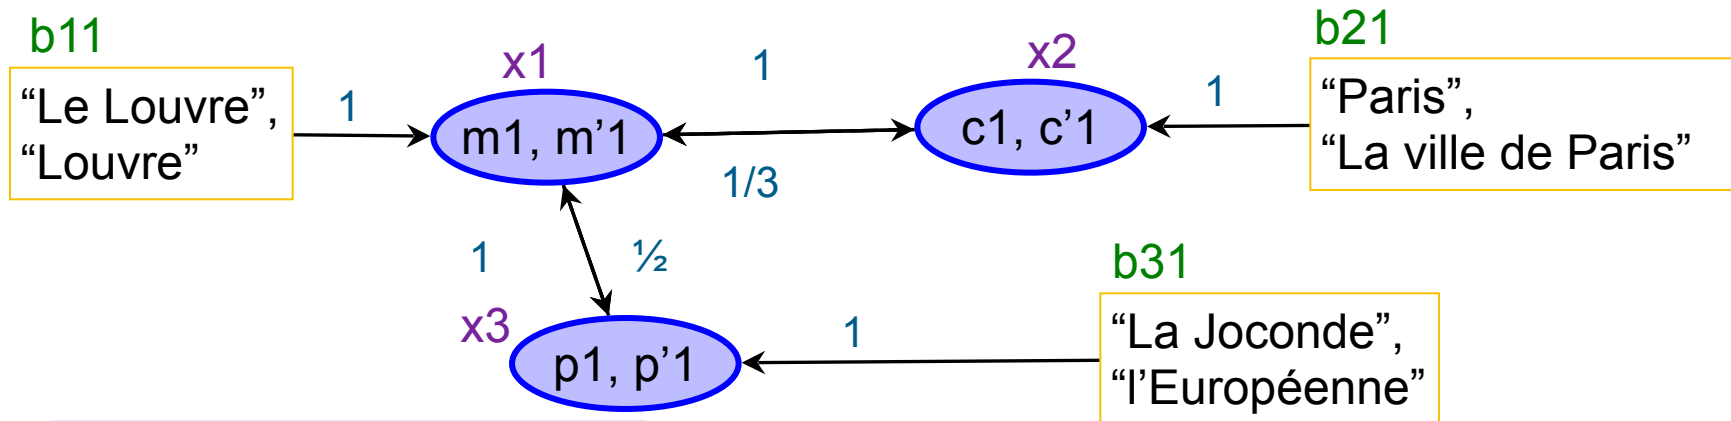 b11
“Le Louvre”,
“Louvre”
1
x1
m1, m’1
1
1/3
x2
c1, c’1
1
b21
“Paris”,
“La ville de Paris”
1
½
x3
p1, p’1
1
b31
“La Joconde”,
“l’Européenne”